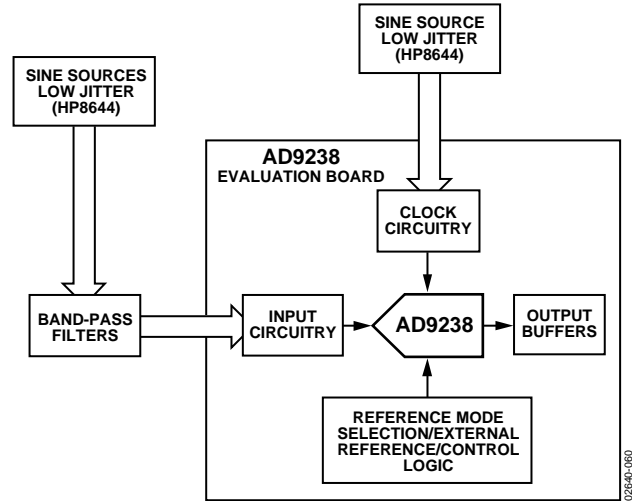 SINE SOURCE
LOW JITTER
(HP8644)
SINE SOURCES
LOW JITTER
(HP8644)
AD9238
EVALUATION BOARD
CLOCK
CIRCUITRY
BAND-PASS
FILTERS
INPUT
CIRCUITRY
AD9238
OUTPUT
BUFFERS
REFERENCE MODE
SELECTION/EXTERNAL
REFERENCE/CONTROL
LOGIC
02640-060